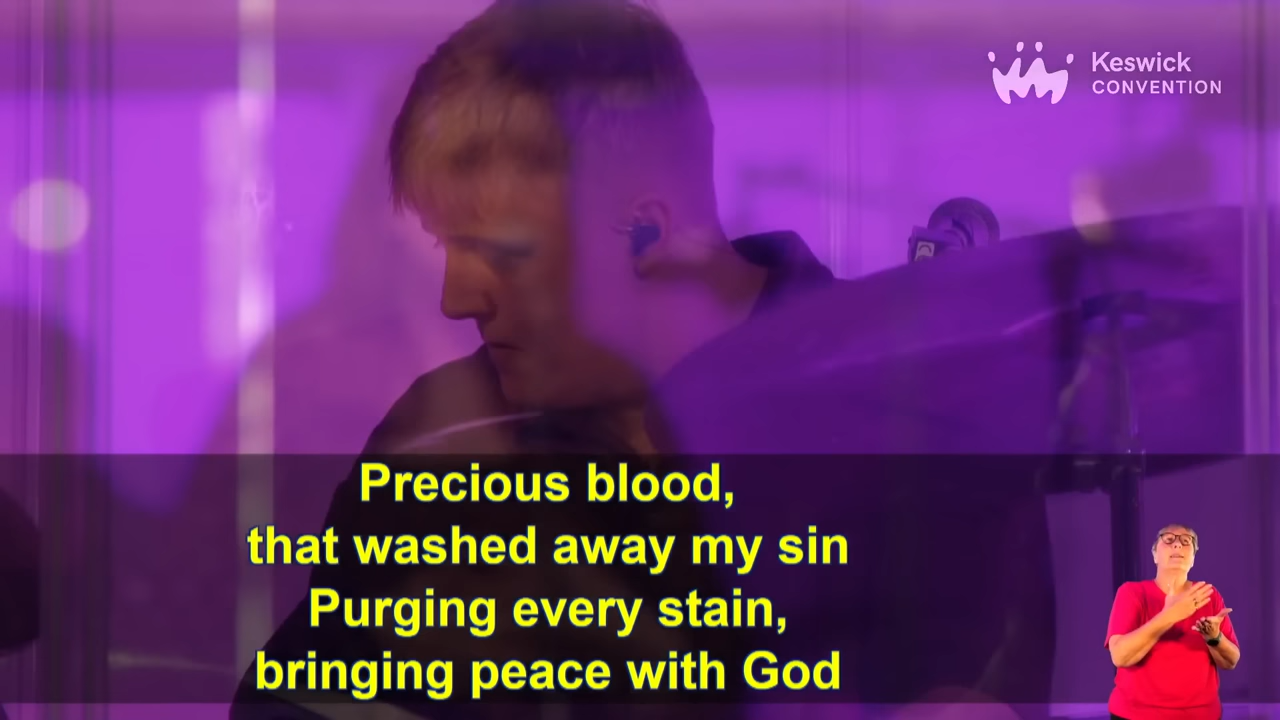 Keswick
CONVENTION
Precious blood,
that washed away my sin
Purging every stain,
bringing peace with God